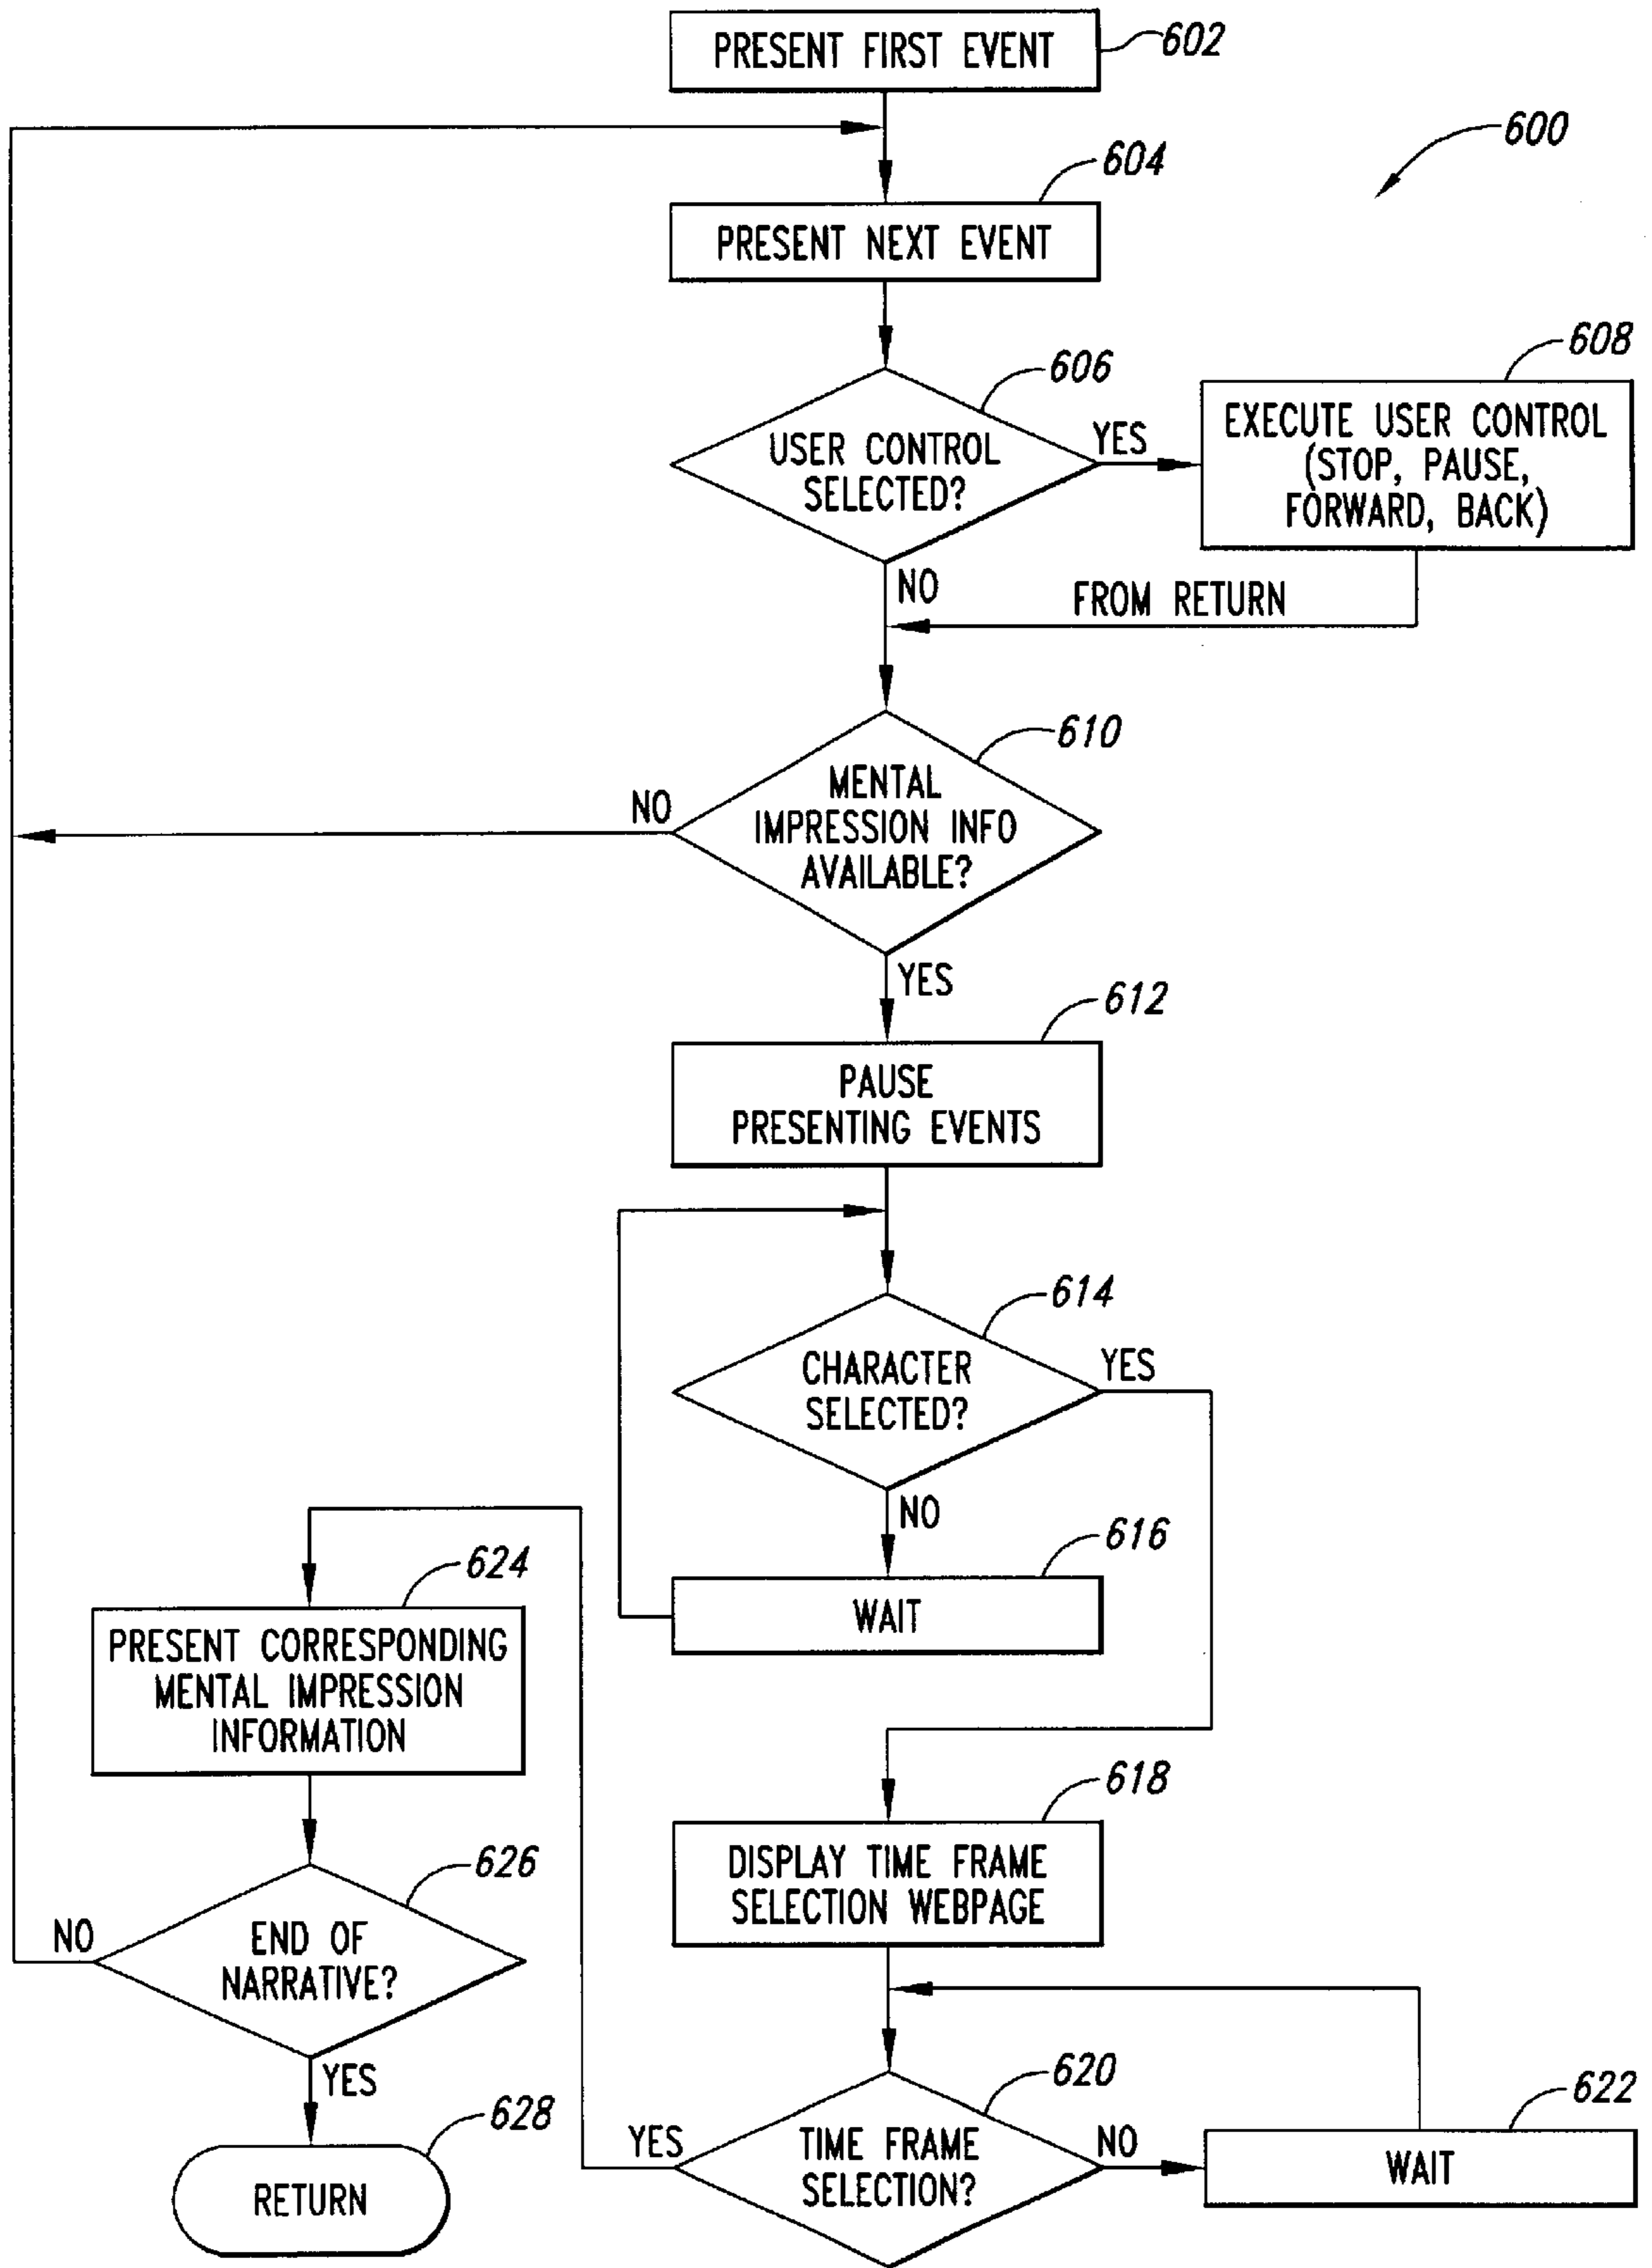 PRESENT FIRST EVENT
602
600
604
PRESENT NEXT EVENT
606
608
USER CONTROL
SELECTED?
YES
EXECUTE USER CONTROL
(STOP, PAUSE,
FORWARD, BACK)
NO
FROM RETURN
610
MENTAL
IMPRESSION INFO
AVAILABLE?
NO
YES
612
PAUSE
PRESENTING EVENTS
614
CHARACTER
SELECTED?
YES
NO
616
WAIT
624
PRESENT CORRESPONDING
MENTAL IMPRESSION
INFORMATION
618
DISPLAY TIME FRAME
SELECTION WEBPAGE
626
END OF
NARRATIVE?
NO
YES
620
622
TIME FRAME
SELECTION?
YES
NO
WAIT
628
RETURN